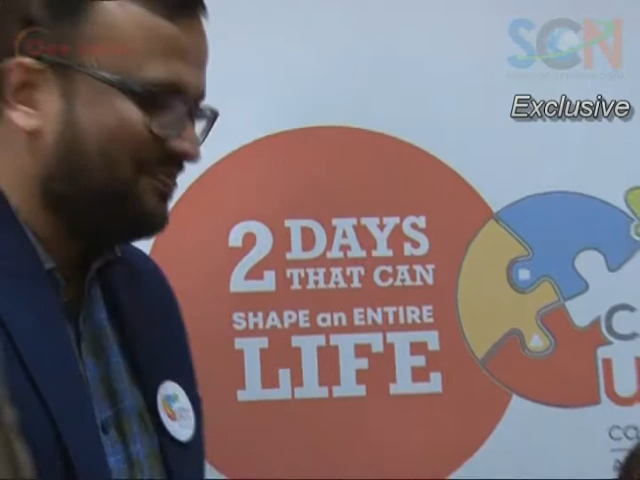 SCN
Exclusive
2 DAYS
THAT CAN
SHAPE an ENTIRE
LIFE